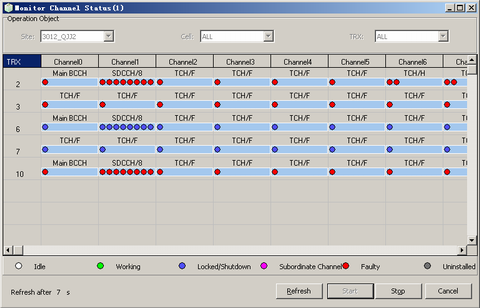 Monitor Channel Status(1)
Operation Object
Site: 3012_QJJ2 Cell: ALL TRX: ALL
TRX Channel0 Channel1 Channel2 Channel3 Channel4 Channel5 Channel6 Cha
Main BCCH SDCCH/8 TCH/F TCH/F TCH/F TCH/F TCH/H T
2
TCH/F TCH/F TCH/F TCH/F TCH/F TCH/F TCH/F TC
3
Main BCCH SDCCH/8 TCH/F TCH/F TCH/F TCH/F TCH/F TC
6
TCH/F TCH/F TCH/F TCH/F TCH/F TCH/F TCH/F TC
7
Main BCCH SDCCH/8 TCH/F TCH/F TCH/F TCH/F TCH/F TC
10
Idle Working Locked/Shutdown Subordinate Channel Faulty Uninstalled
Refresh after 7 s Refresh Start Stop Cancel